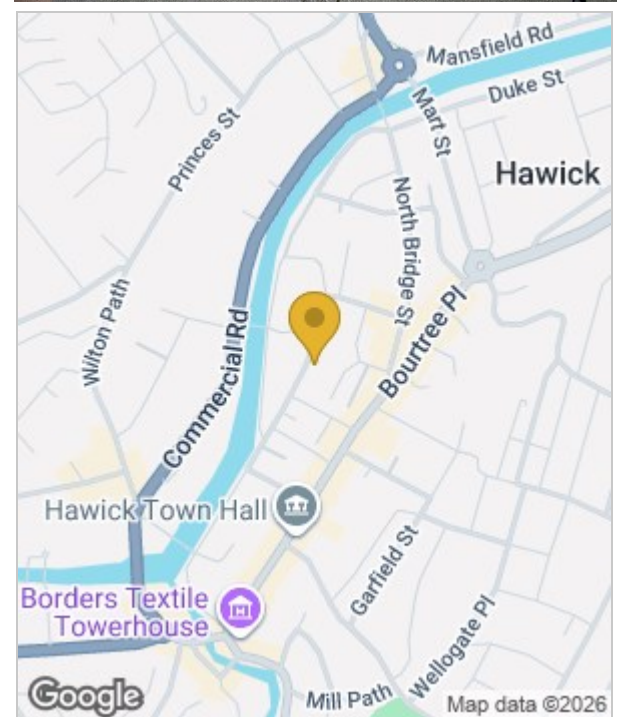 Mansfield Rd
Duke St
Mart St
Princes St
Hawick
North Bridge St
Wilton Path
Bourtree Pl
Commercial Rd
Hawick Town Hall
Garfield St
Borders Textile
Towerhouse
Wellogate Pl
Mill Path
Google
Map data ©2026